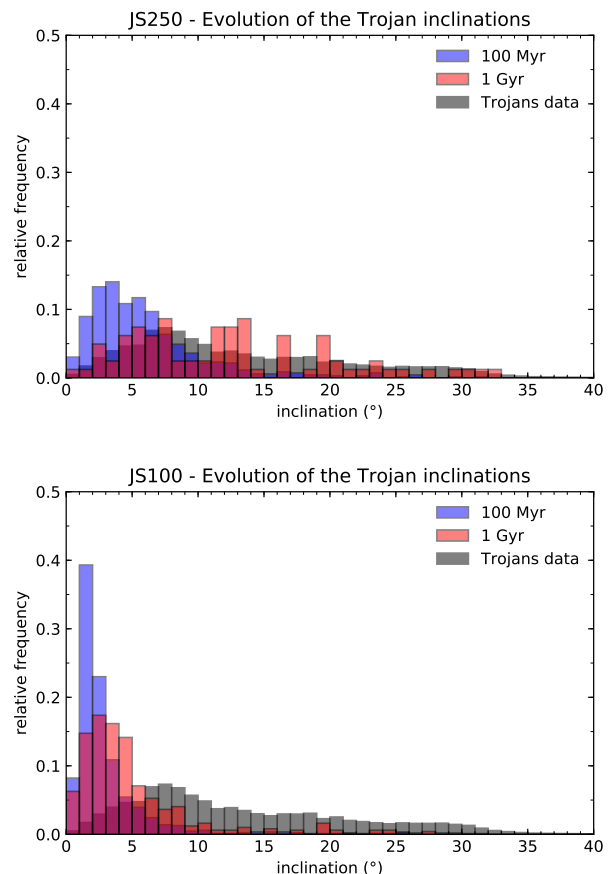 JS250 - Evolution of the Trojan inclinations
0.5
100 Myr
1 Gyr
Trojans data
0.4
0.3
0.2
0.1
0.0
relative frequency
0 5 10 15 20 25 30 35 40
inclination (°)
JS100 - Evolution of the Trojan inclinations
0.5
100 Myr
1 Gyr
Trojans data
0.4
0.3
0.2
0.1
0.0
relative frequency
0 5 10 15 20 25 30 35 40
inclination (°)